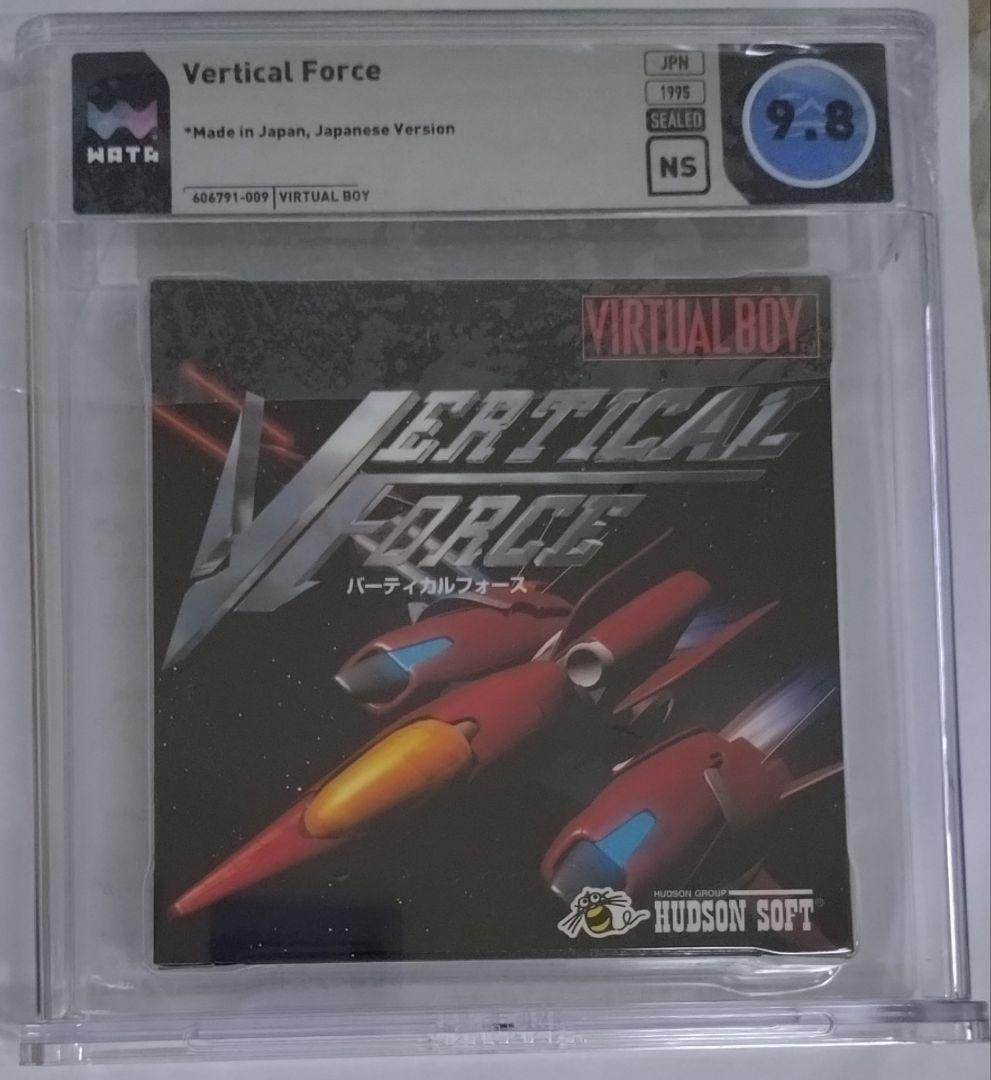 WATA
Vertical Force
*Made in Japan, Japanese Version
606791-009 VIRTUAL BOY
JPN
1995
SEALED
NS
9.8
VIRTUAL BOY TM
VERTICAL
FORCE
バーティカルフォース
HUDSON GROUP
HUDSON SOFT®